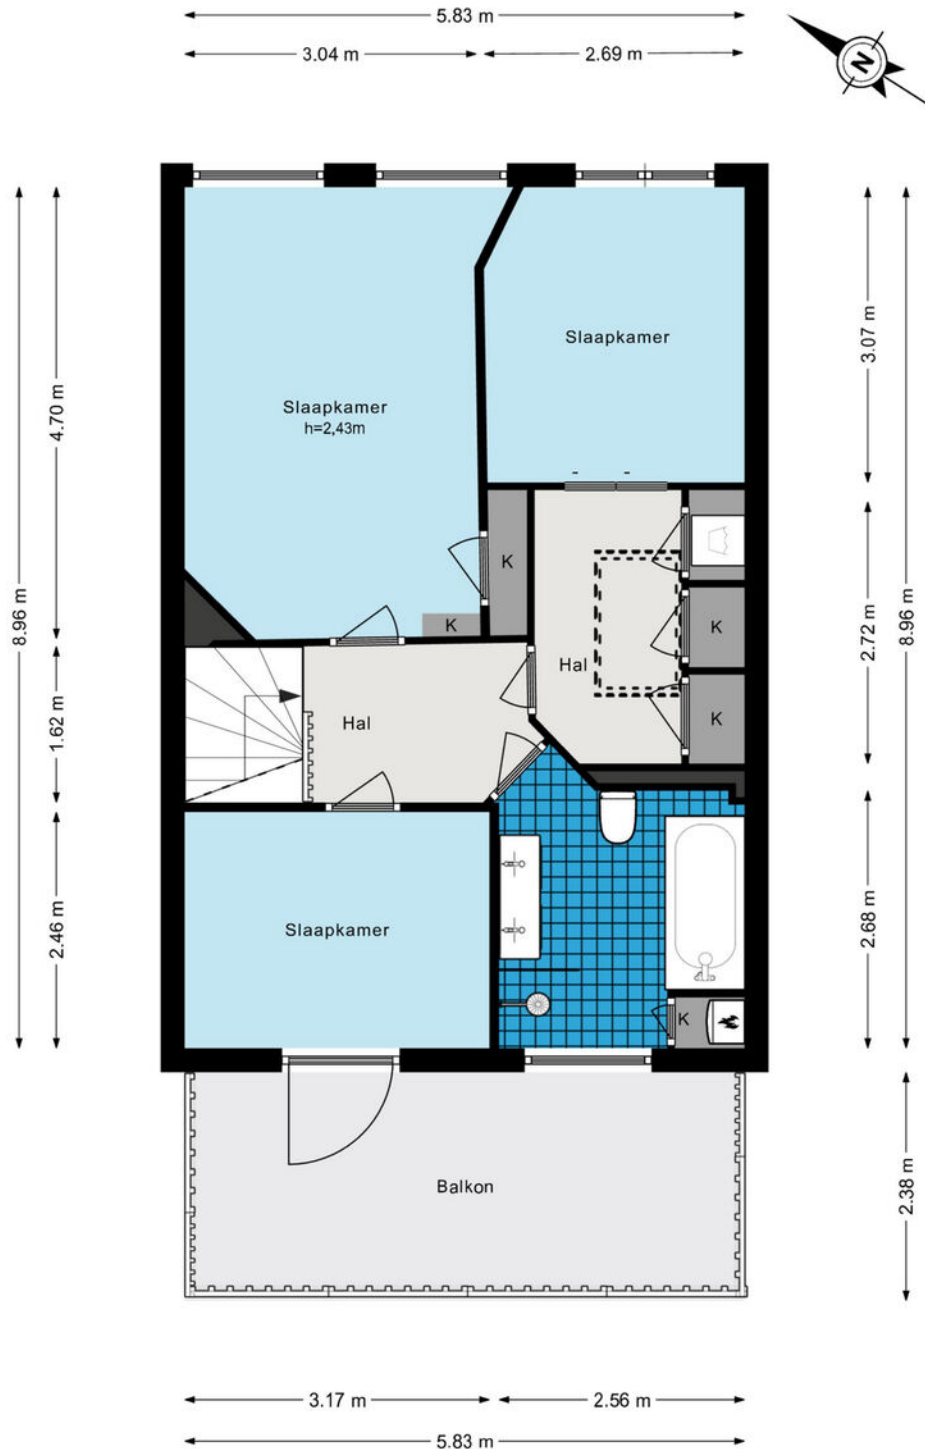 5.83 m
3.04 m
2.69 m
N
Slaapkamer
3.07 m
4.70 m
Slaapkamer
h=2,43m
K
8.96 m
8.96 m
2.72 m
K
K
Hal
1.62 m
Hal
K
2.46 m
Slaapkamer
2.68 m
K
Balkon
2.38 m
3.17 m
2.56 m
5.83 m